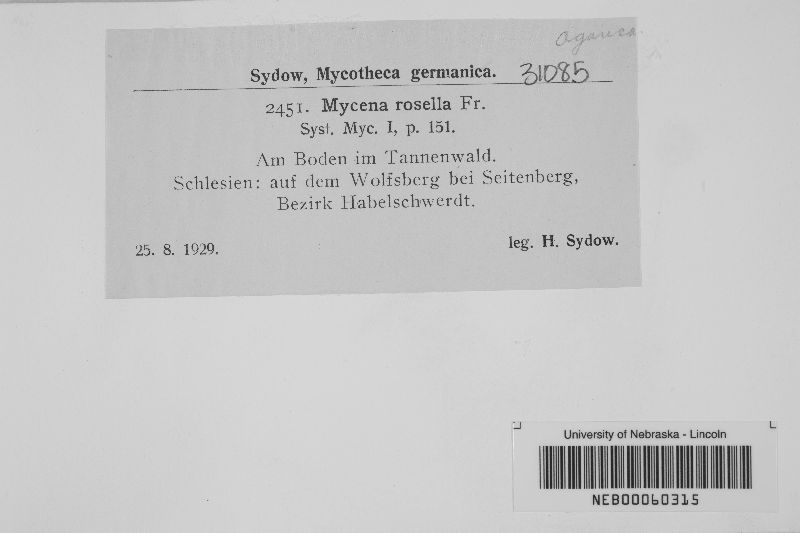 Agarica
Sydow, Mycotheca germanica. 31085
2451. Mycena rosella Fr.
Syst. Myc. I, p. 151.
Am Boden im Tannenwald.
Schlesien: auf dem Wolfsberg bei Seitenberg,
Bezirk Habelschwerdt.
25. 8. 1929. leg. H. Sydow.
University of Nebraska - Lincoln
NEB00060315